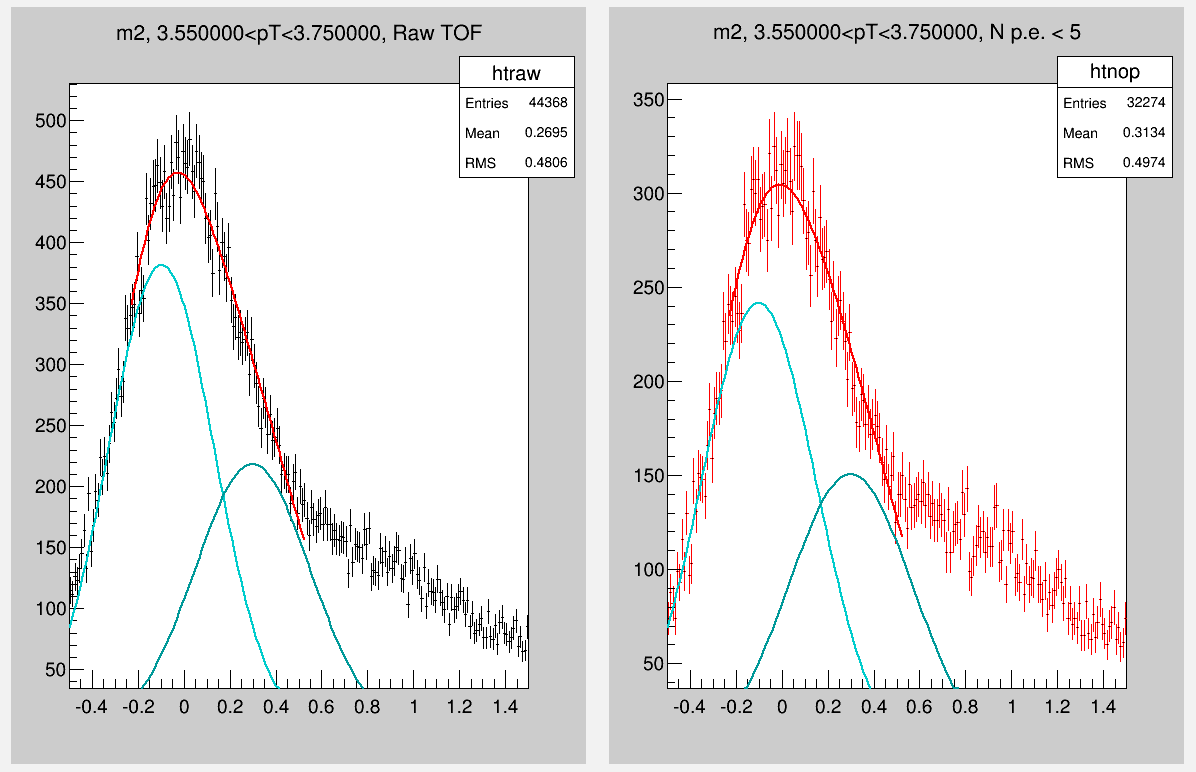 m2, 3.550000<pT<3.750000, Raw TOF
htraw
Entries 44368
Mean 0.2695
RMS 0.4806
500
450
400
350
300
250
200
150
100
50
-0.4 -0.2 0 0.2 0.4 0.6 0.8 1 1.2 1.4
m2, 3.550000<pT<3.750000, N p.e. < 5
htnop
Entries 32274
Mean 0.3134
RMS 0.4974
350
300
250
200
150
100
50
-0.4 -0.2 0 0.2 0.4 0.6 0.8 1 1.2 1.4